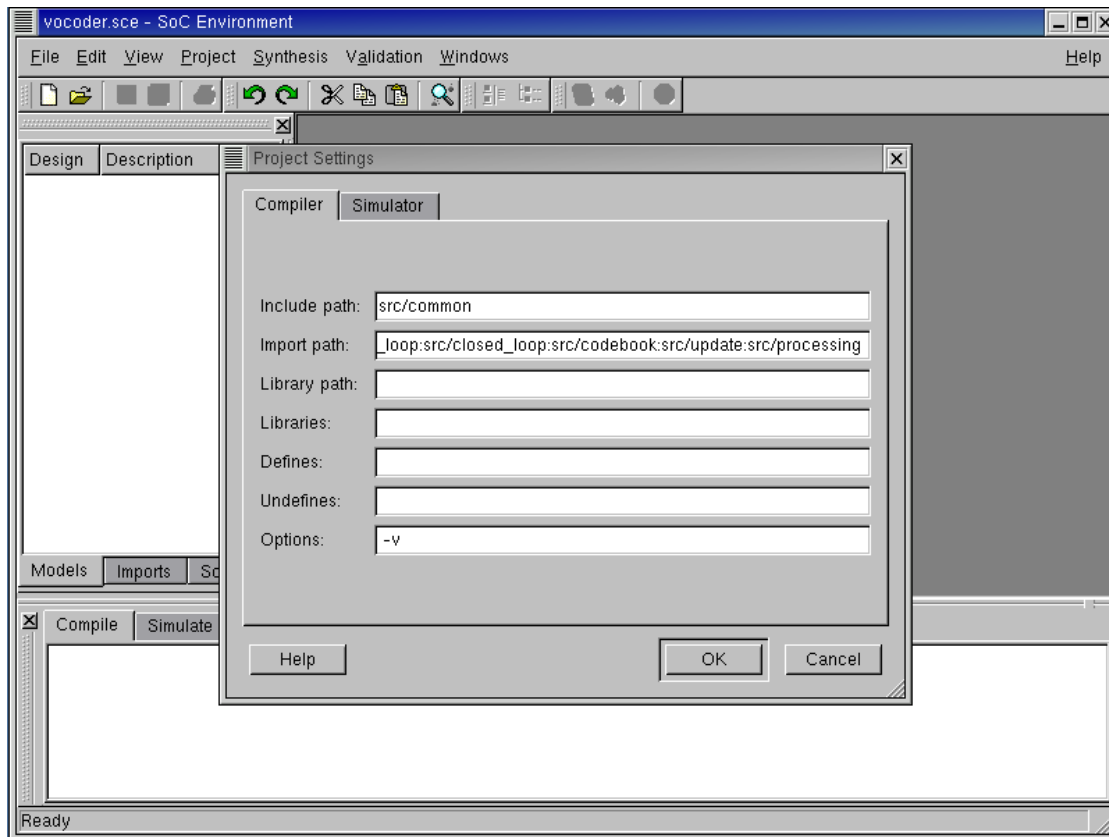 vocoder.sce - SoC Environment
File Edit View Project Synthesis Validation Windows Help
Design Description
Project Settings
Compiler Simulator
Include path: src/common
Import path: _loop:src/closed_loop:src/codebook:src/update:src/processing
Library path:
Libraries:
Defines:
Undefines:
Options: -v
Models Imports So
Compile Simulate
Help OK Cancel
Ready